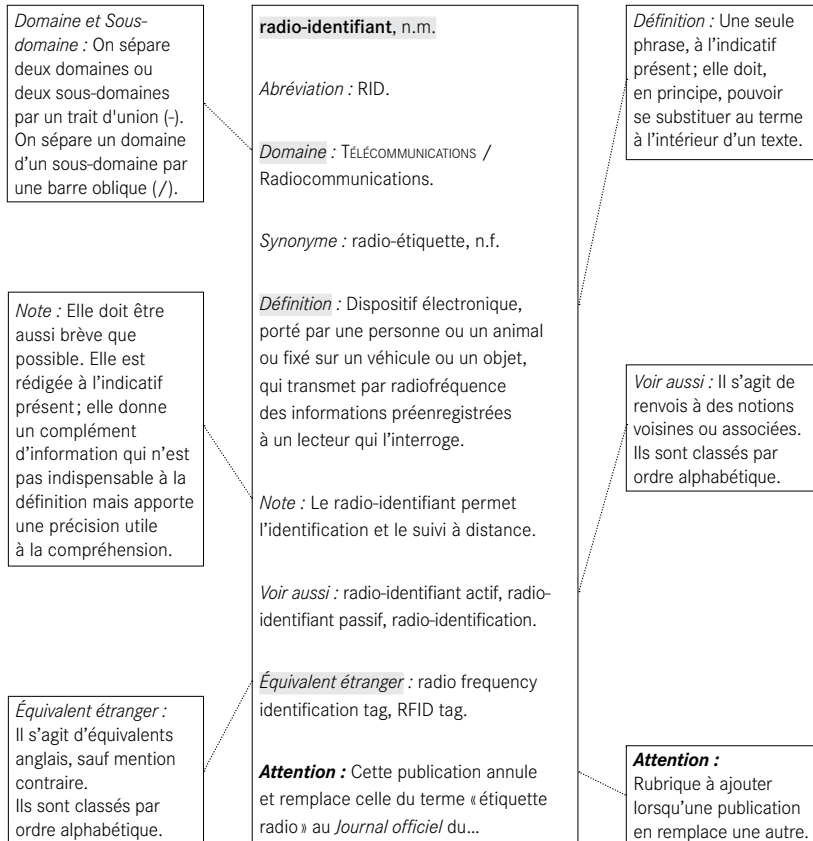 Domaine et Sous-
domaine : On sépare
deux domaines ou
deux sous-domaines
par un trait d'union (-).
On sépare un domaine
d’un sous-domaine par
une barre oblique (/).
Note : Elle doit être
aussi brève que
possible. Elle est
rédigée à l’indicatif
présent ; elle donne
un complément
d’information qui n’est
pas indispensable à la
définition mais apporte
une précision utile
à la compréhension.
Équivalent étranger :
Il s’agit d’équivalents
anglais, sauf mention
contraire.
Ils sont classés par
ordre alphabétique.
radio-identifiant, n.m.
Abréviation : RID.
Domaine : TÉLÉCOMMUNICATIONS /
Radiocommunications.
Synonyme : radio-étiquette, n.f.
Définition : Dispositif électronique,
porté par une personne ou un animal
ou fixé sur un véhicule ou un objet,
qui transmet par radiofréquence
des informations préenregistrées
à un lecteur qui l’interroge.
Note : Le radio-identifiant permet
l’identification et le suivi à distance.
Voir aussi : radio-identifiant actif, radio-
identifiant passif, radio-identification.
Équivalent étranger : radio frequency
identification tag, RFID tag.
Attention : Cette publication annule
et remplace celle du terme « étiquette
radio » au Journal officiel du...
Définition : Une seule
phrase, à l’indicatif
présent ; elle doit,
en principe, pouvoir
se substituer au terme
à l’intérieur d’un texte.
Voir aussi : Il s’agit de
renvois à des notions
voisines ou associées.
Ils sont classés par
ordre alphabétique.
Attention :
Rubrique à ajouter
lorsqu’une publication
en remplace une autre.